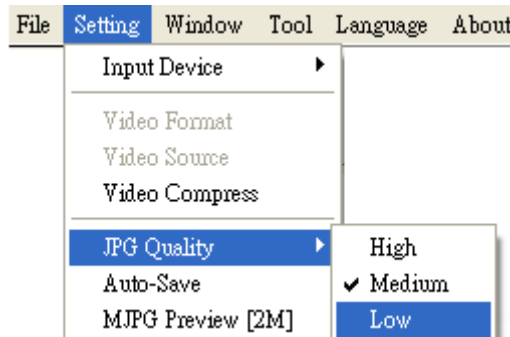 File Setting Window Tool Language About
Input Device
Video Format
Video Source
Video Compress
JPG Quality
High
Auto-Save
Medium
MJPG Preview [2M]
Low